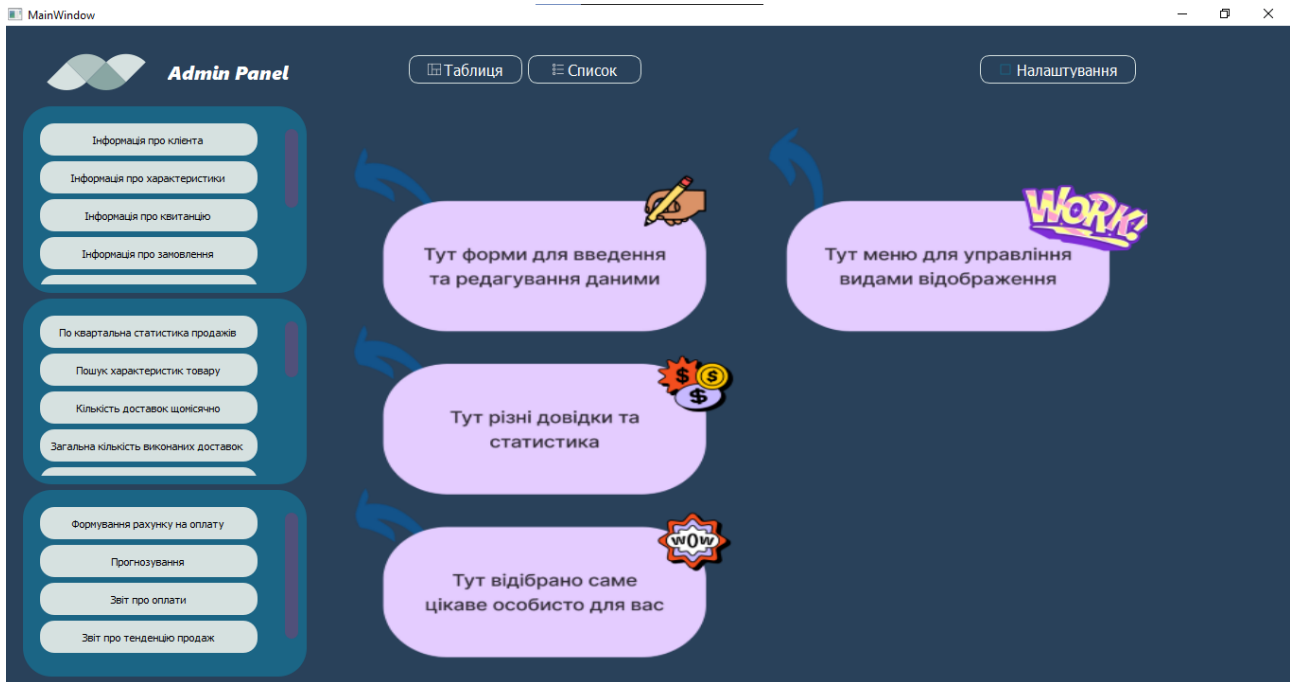 MainWindow
Admin Panel
Таблиця
Список
Налаштування
Інформація про клієнта
Інформація про характеристики
Інформація про квитанцію
Інформація про замовлення
По квартальна статистика продажів
Пошук характеристик товару
Кількість доставок щомісячно
Загальна кількість виконаних доставок
Формування рахунку на оплату
Прогнозування
Звіт про оплати
Звіт про тенденцію продаж
Тут форми для введення
та редагування даними
WORK!
Тут меню для управління
видами відображення
$ $ $
Тут різні довідки та
статистика
WOW
Тут відібрано саме
цікаве особисто для вас